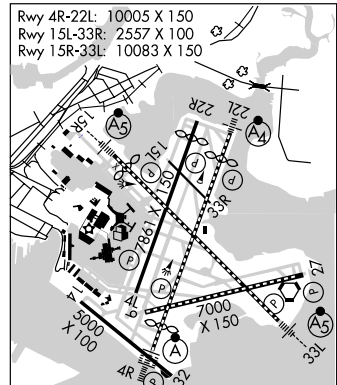 Rwy 4R-22L: 10005 X 150
Rwy 15L-33R: 2557 X 100
Rwy 15R-33L: 10083 X 150
A5
22R
22L
A4
15R
15L
P
P
P
33R
7861 X 150
P
P
27
P
4L
9
7000 X 150
P
14
5000 X 100
A5
33L
A
4R
32
P